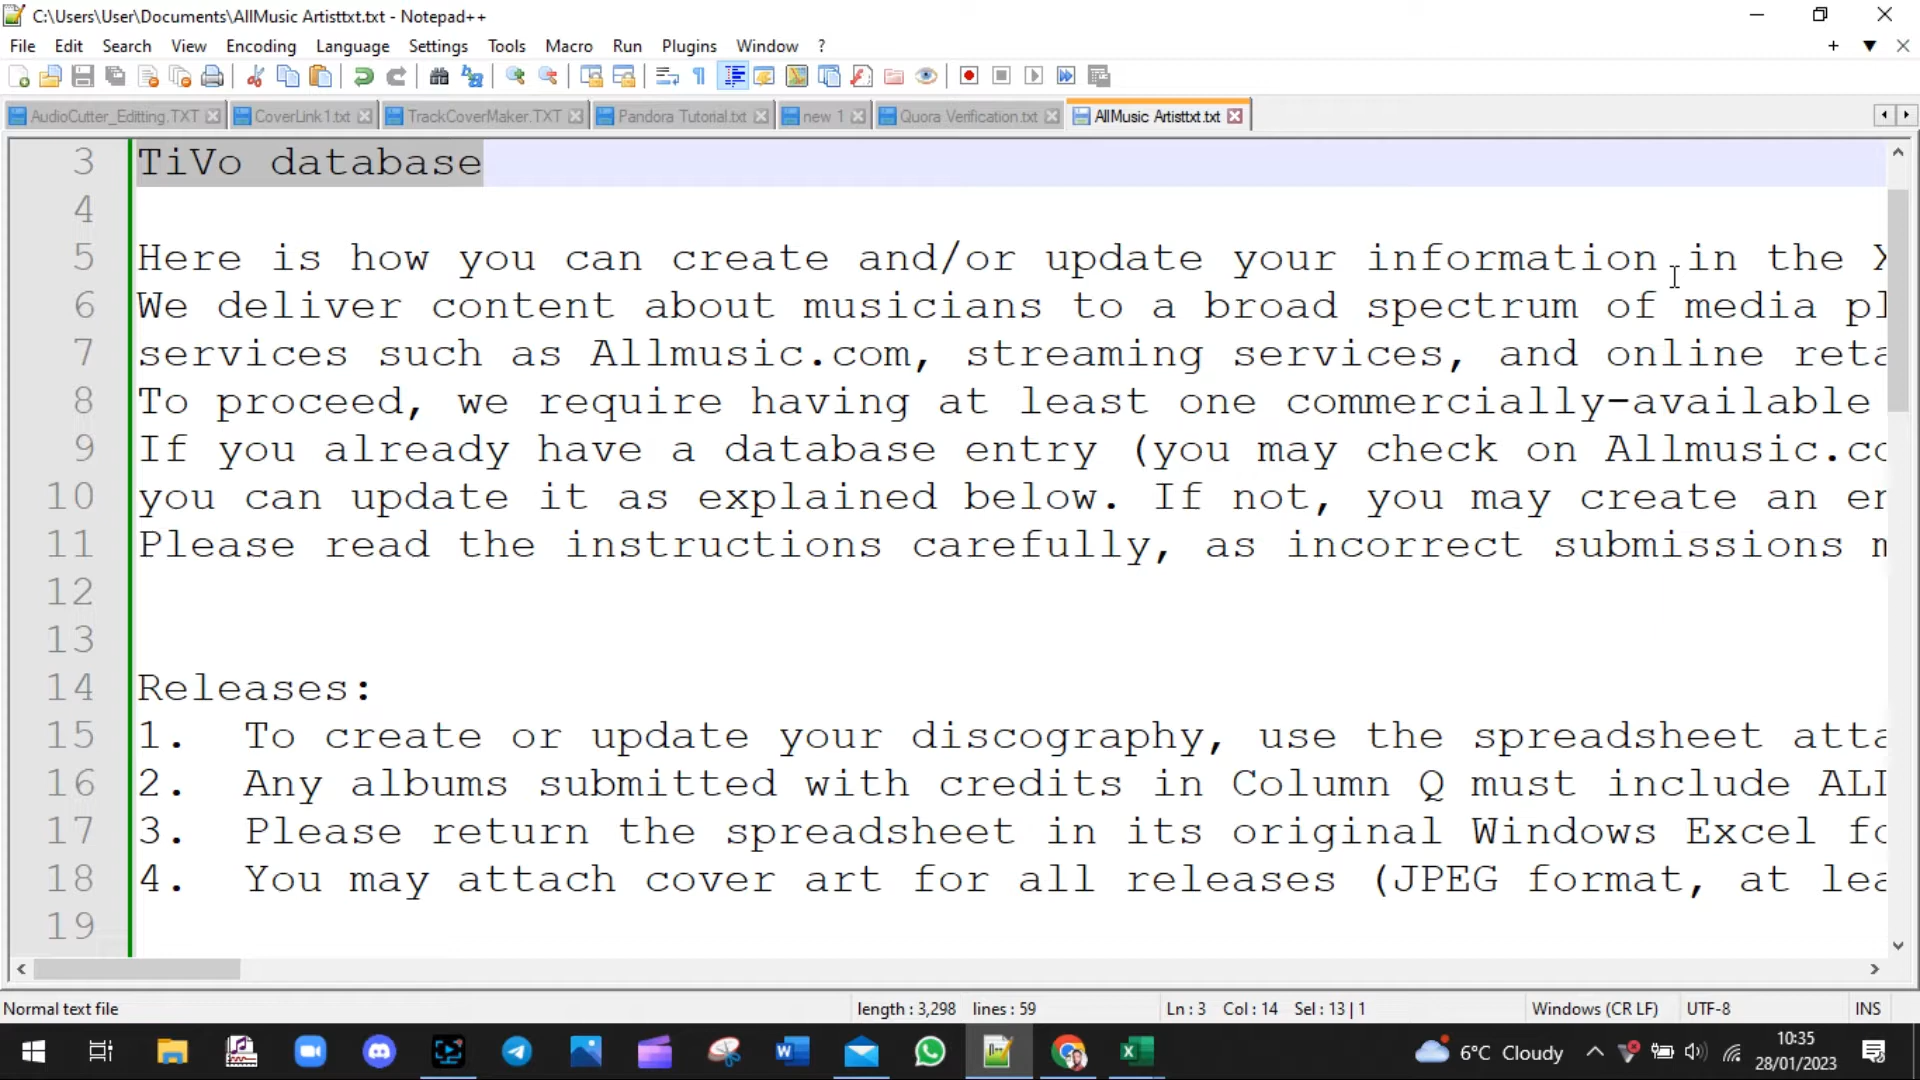 C:\Users\User\Documents\AllMusic Artisttxt.txt - Notepad++
File Edit Search View Encoding Language Settings Tools Macro Run Plugins Window ?
AudioCutter_Editting.TXT CoverLink1.txt TrackCoverMaker.TXT Pandora Tutorial.txt new 1 Quora Verification.txt AllMusic Artisttxt.txt
3 TiVo database
4
5 Here is how you can create and/or update your information in the X
6 We deliver content about musicians to a broad spectrum of media pl
7 services such as Allmusic.com, streaming services, and online reta
8 To proceed, we require having at least one commercially-available
9 If you already have a database entry (you may check on Allmusic.co
10 you can update it as explained below. If not, you may create an en
11 Please read the instructions carefully, as incorrect submissions m
12
13
14 Releases:
15 1. To create or update your discography, use the spreadsheet atta
16 2. Any albums submitted with credits in Column Q must include ALL
17 3. Please return the spreadsheet in its original Windows Excel fo
18 4. You may attach cover art for all releases (JPEG format, at lea
19
Normal text file length : 3,298 lines : 59 Ln : 3 Col : 14 Sel : 13 | 1 Windows (CR LF) UTF-8 INS
6°C Cloudy 10:35
28/01/2023